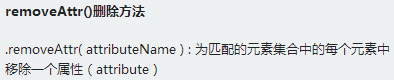 removeAttr()删除方法
.removeAttr( attributeName ) : 为匹配的元素集合中的每个元素中
移除一个属性 ( attribute )